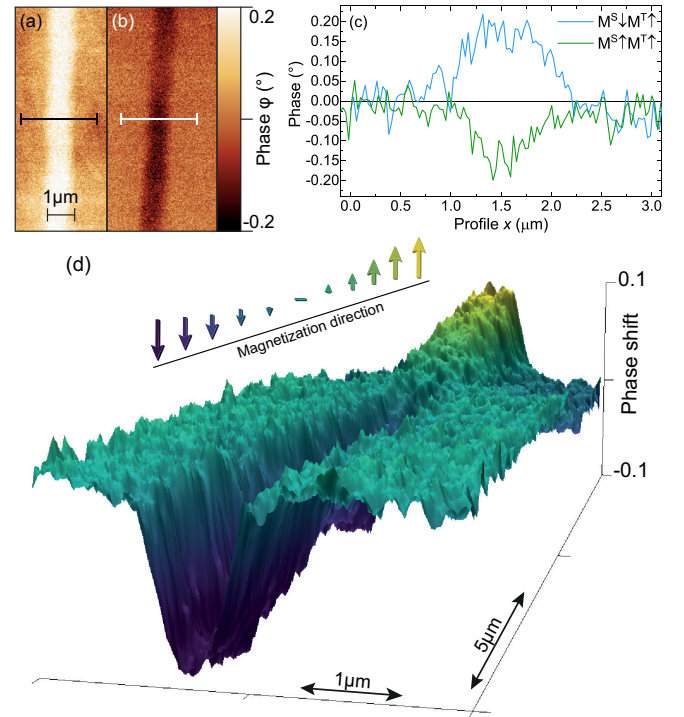 (a)
(b)
1µm
0.2
Phase φ (°)
-0.2
(c)
0.20
0.15
0.10
0.05
0.00
-0.05
-0.10
-0.15
-0.20
Phase (°)
MS↓MT↑
MS↑MT↑
0.0 0.5 1.0 1.5 2.0 2.5 3.0
Profile x (µm)
(d)
Magnetization direction
0.1
Phase shift
-0.1
5µm
1µm